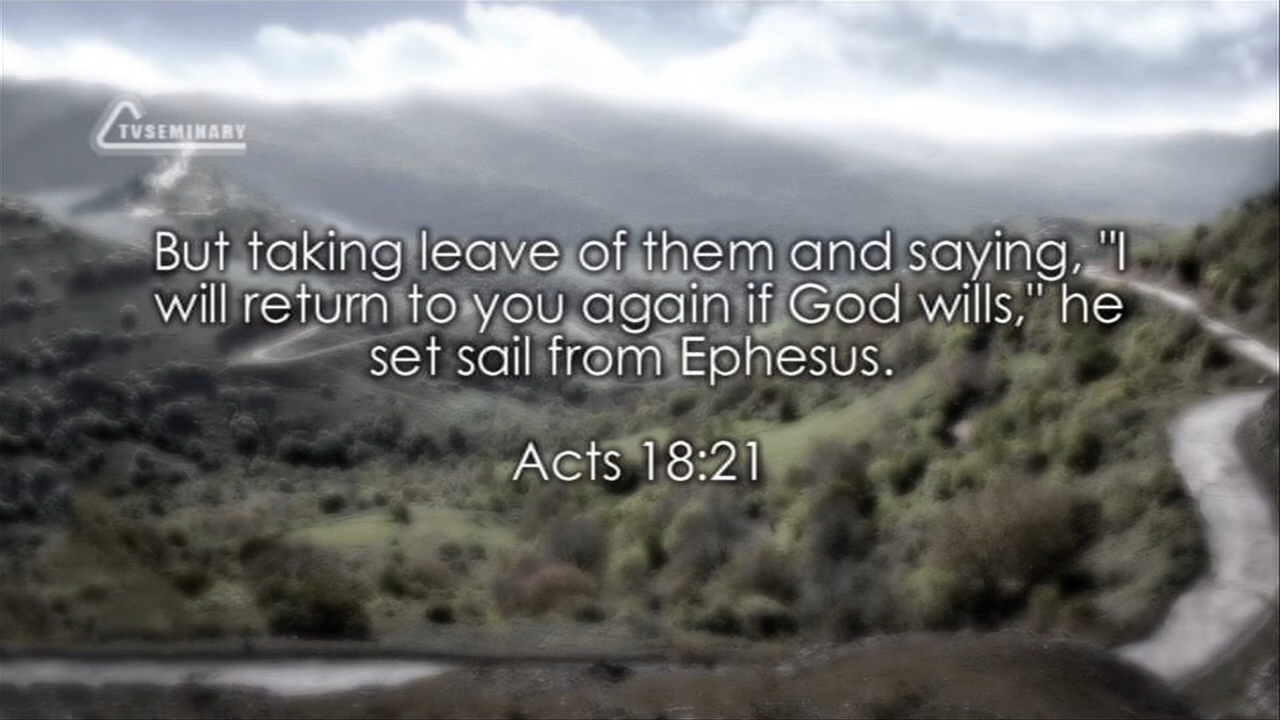 TVSEMINARY
But taking leave of them and saying, "I
will return to you again if God wills," he
set sail from Ephesus.
Acts 18:21